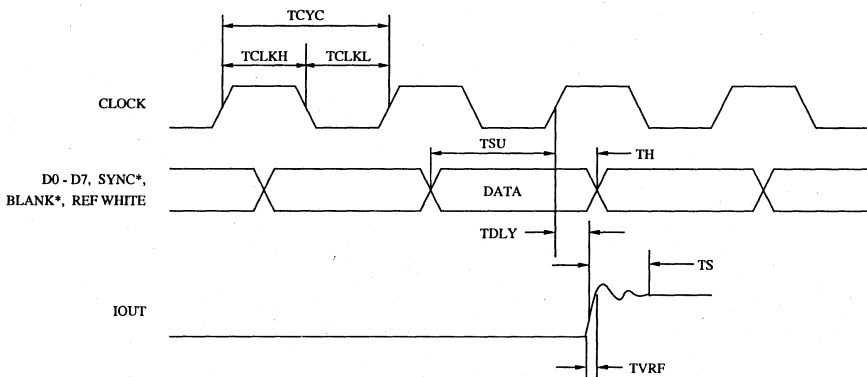 TCYC
TCLKH
TCLKL
CLOCK
TSU
TH
D0 - D7, SYNC*,
BLANK*, REF WHITE
DATA
TDLY
TS
IOUT
TVRF